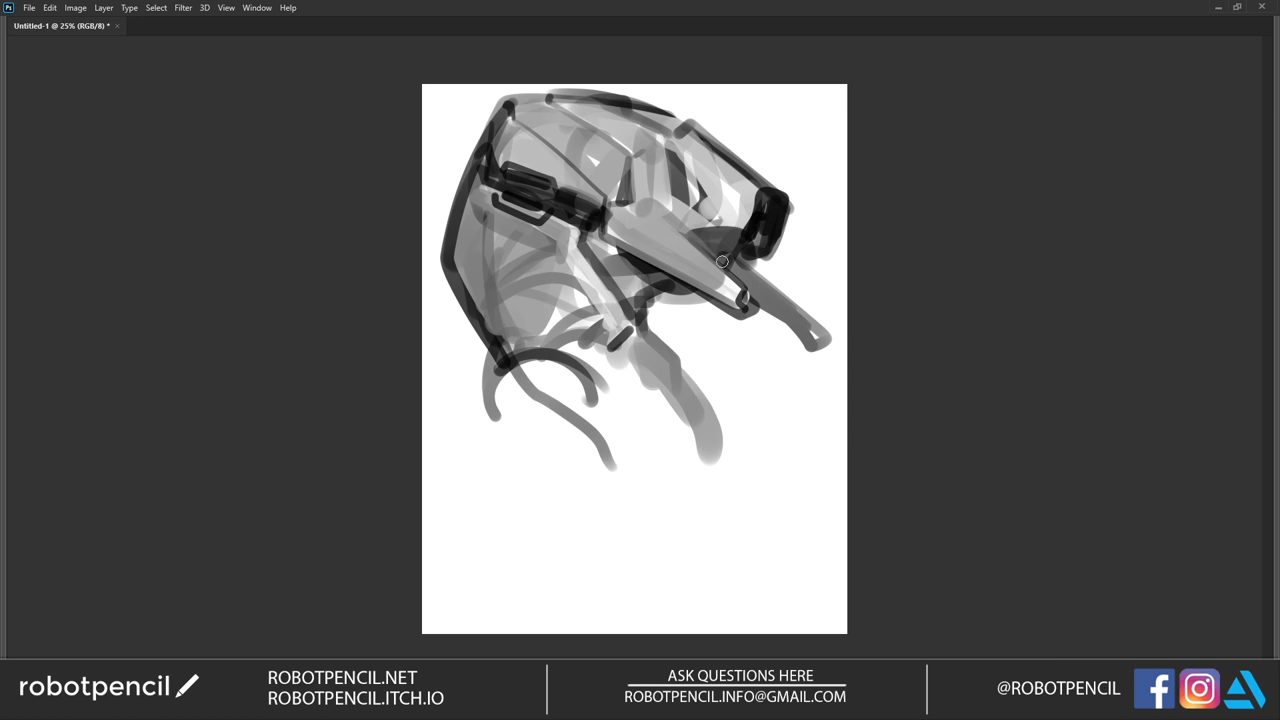 Ps File Edit Image Layer Type Select Filter 3D View Window Help
Untitled-1 @ 25% (RGB/8) * ×
robotpencil
ROBOTPENCIL.NET
ROBOTPENCIL.ITCH.IO
ASK QUESTIONS HERE
ROBOTPENCIL.INFO@GMAIL.COM
@ROBOTPENCIL